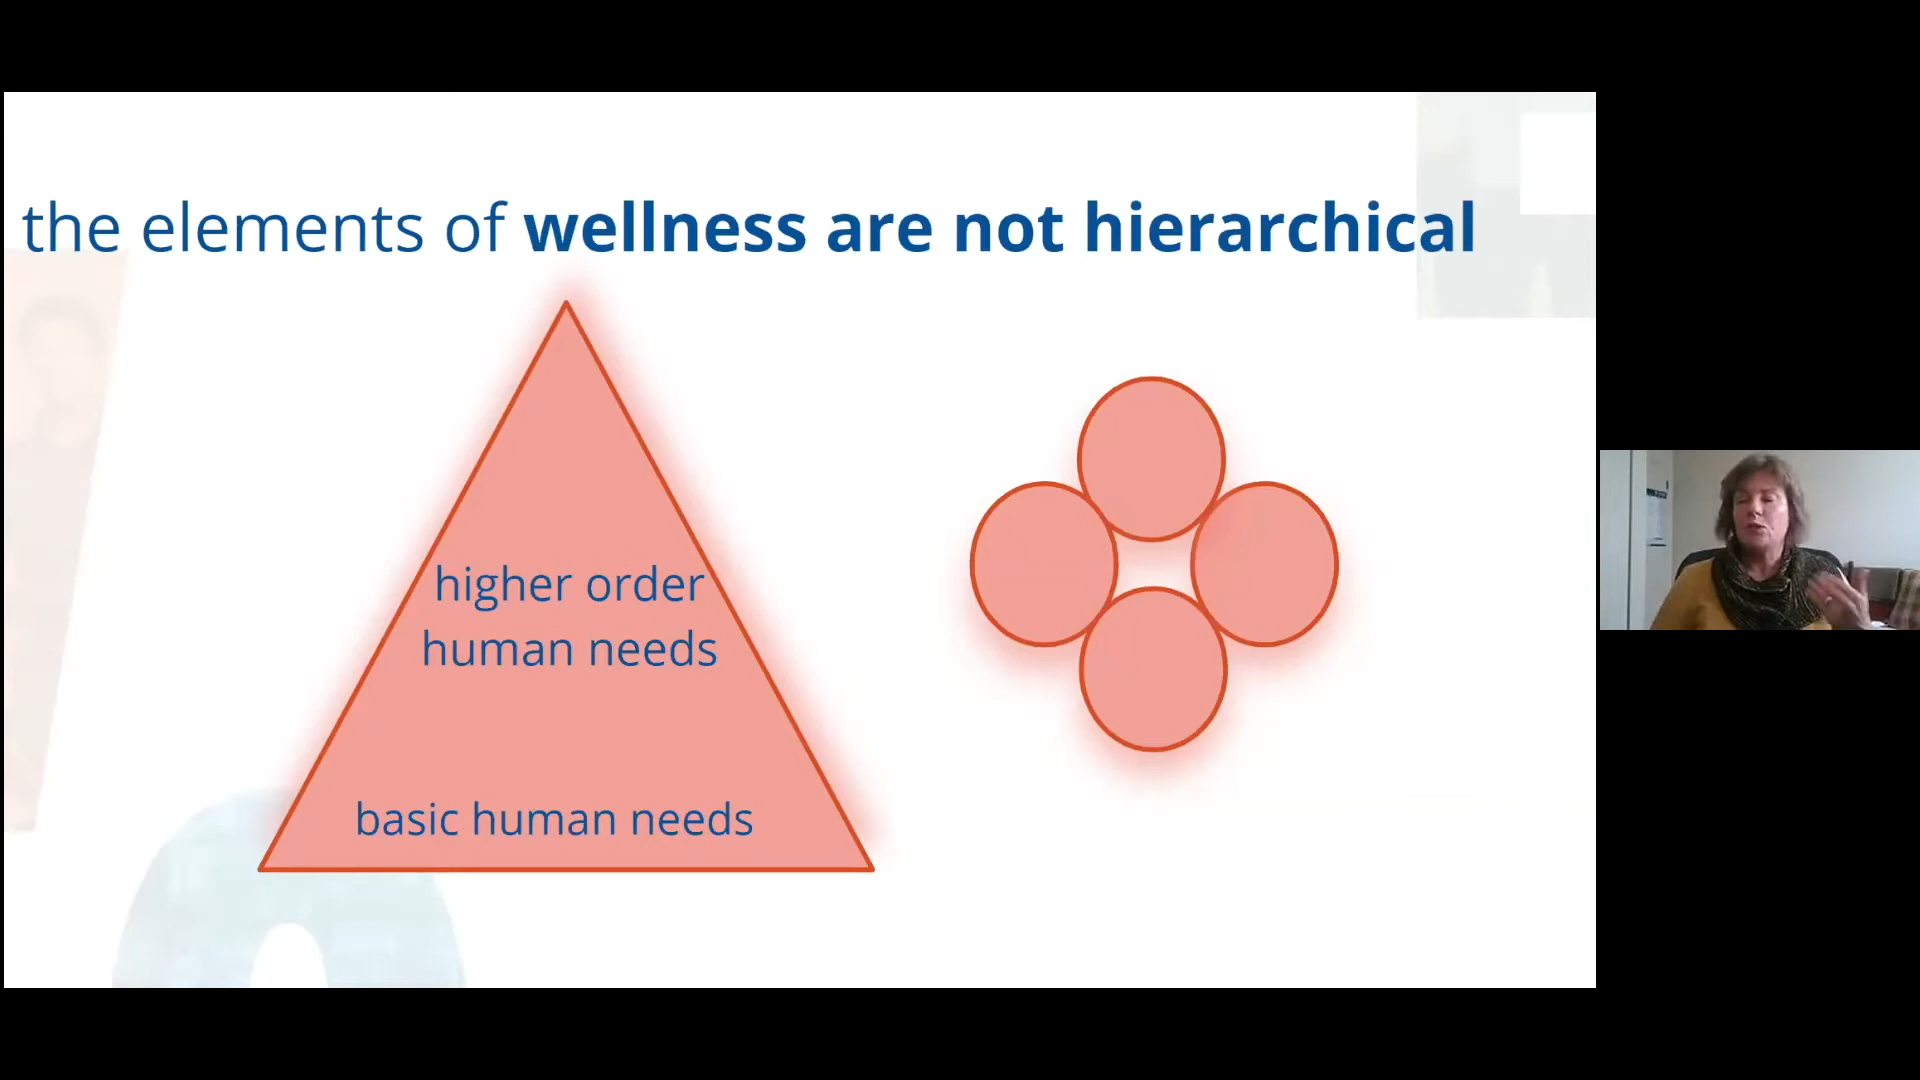 the elements of wellness are not hierarchical
higher order
human needs
basic human needs